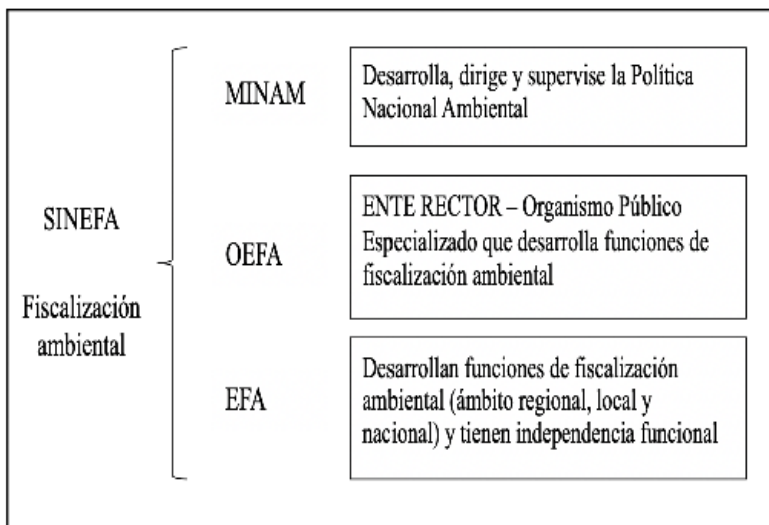 SINEFA
Fiscalización
ambiental
MINAM
Desarrolla, dirige y supervise la Política
Nacional Ambiental
OEFA
ENTE RECTOR – Organismo Público
Especializado que desarrolla funciones de
fiscalización ambiental
EFA
Desarrollan funciones de fiscalización
ambiental (ámbito regional, local y
nacional) y tienen independencia funcional